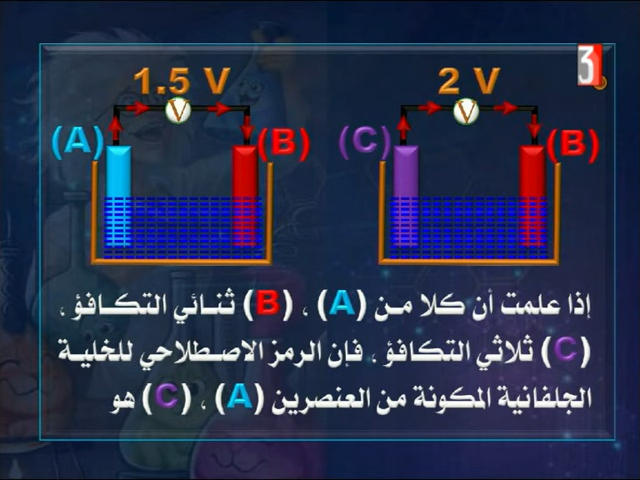 3
1.5 V
2 V
V
V
(A)
(B)
(C)
(B)
إذا علمت أن كلا من (A) ، (B) ثنائي التكافؤ ،
(C) ثلاثي التكافؤ ، فإن الرمز الاصطلاحي للخلية
الجلفانية المكونة من العنصرين (A) ، (C) هو